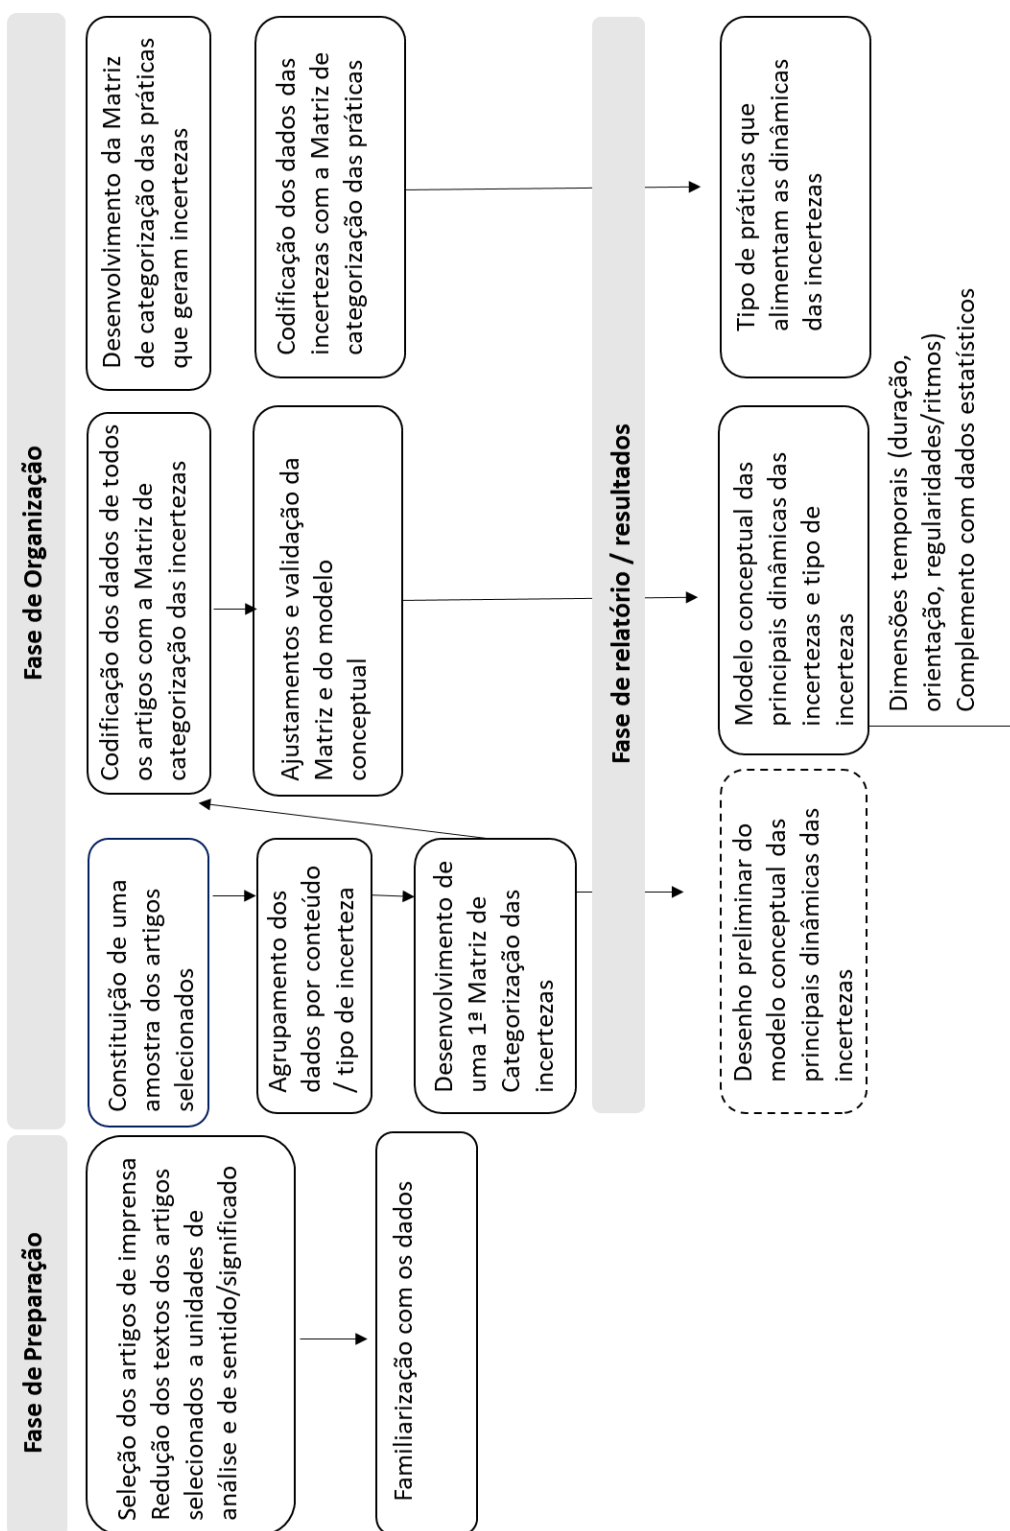 Fase de Preparação
Seleção dos artigos de imprensa
Redução dos textos dos artigos
selecionados a unidades de
análise e de sentido/significado
Familiarização com os dados
Fase de Organização
Constituição de uma
amostra dos artigos
selecionados
Agrupamento dos
dados por conteúdo
/ tipo de incerteza
Desenvolvimento de
uma 1ª Matriz de
Categorização das
incertezas
Codificação dos dados de todos
os artigos com a Matriz de
categorização das incertezas
Ajustamentos e validação da
Matriz e do modelo
conceptual
Desenvolvimento da Matriz
de categorização das práticas
que geram incertezas
Codificação dos dados das
incertezas com a Matriz de
categorização das práticas
Fase de relatório / resultados
Desenho preliminar do
modelo conceptual das
principais dinâmicas das
incertezas
Modelo conceptual das
principais dinâmicas das
incertezas e tipo de
incertezas
Tipo de práticas que
alimentam as dinâmicas
das incertezas
Dimensões temporais (duração,
orientação, regularidades/ritmos)
Complemento com dados estatísticos